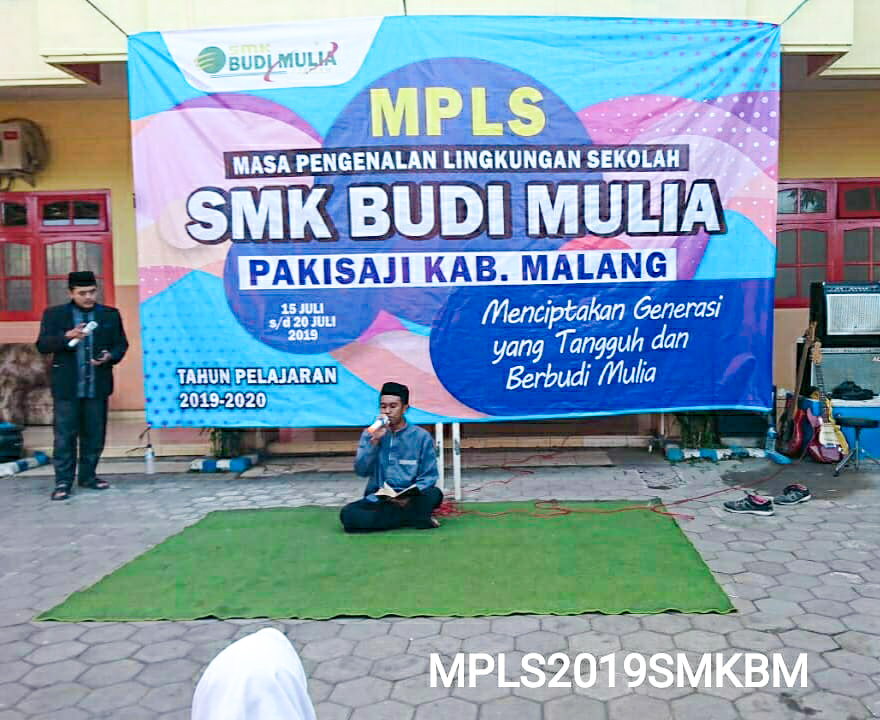 SMK
BUDI MULIA
MPLS
MASA PENGENALAN LINGKUNGAN SEKOLAH
SMK BUDI MULIA
PAKISAJI KAB. MALANG
15 JULI
s/d 20 JULI
2019
Menciptakan Generasi
yang Tangguh dan
Berbudi Mulia
TAHUN PELAJARAN
2019-2020
MPLS2019SMKBM